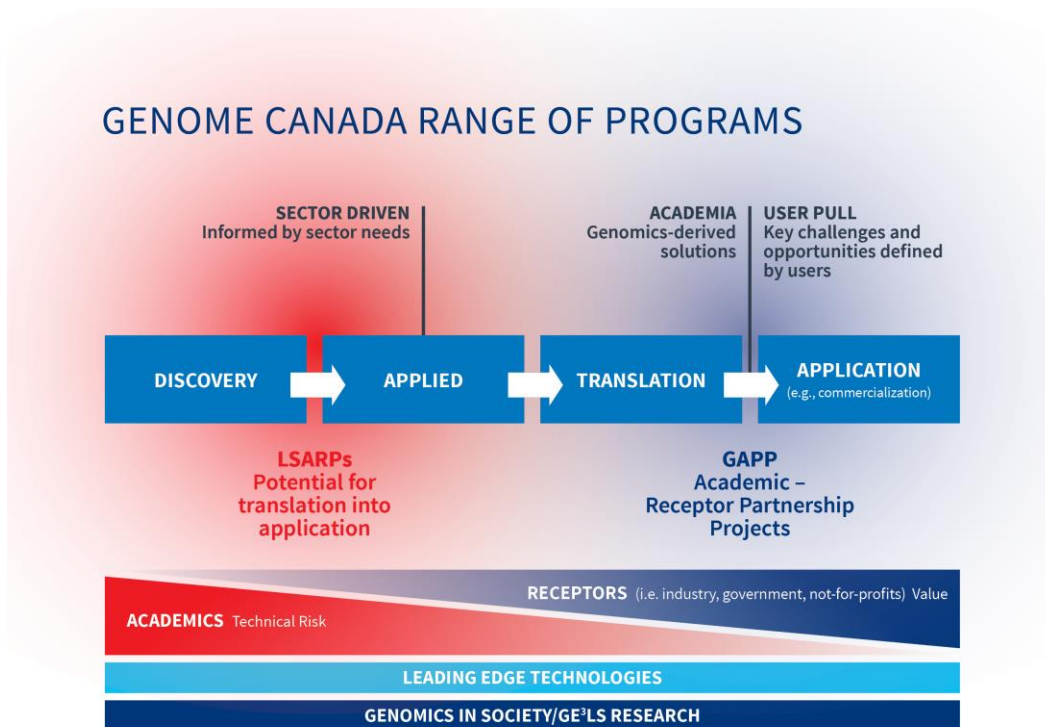 GENOME CANADA RANGE OF PROGRAMS
SECTOR DRIVEN
Informed by sector needs
ACADEMIA
Genomics-derived
solutions
USER PULL
Key challenges and
opportunities defined
by users
DISCOVERY
APPLIED
TRANSLATION
APPLICATION
(e.g., commercialization)
LSARPs
Potential for
translation into
application
GAPP
Academic –
Receptor Partnership
Projects
RECEPTORS (i.e. industry, government, not-for-profits) Value
ACADEMICS Technical Risk
LEADING EDGE TECHNOLOGIES
GENOMICS IN SOCIETY/GE³LS RESEARCH